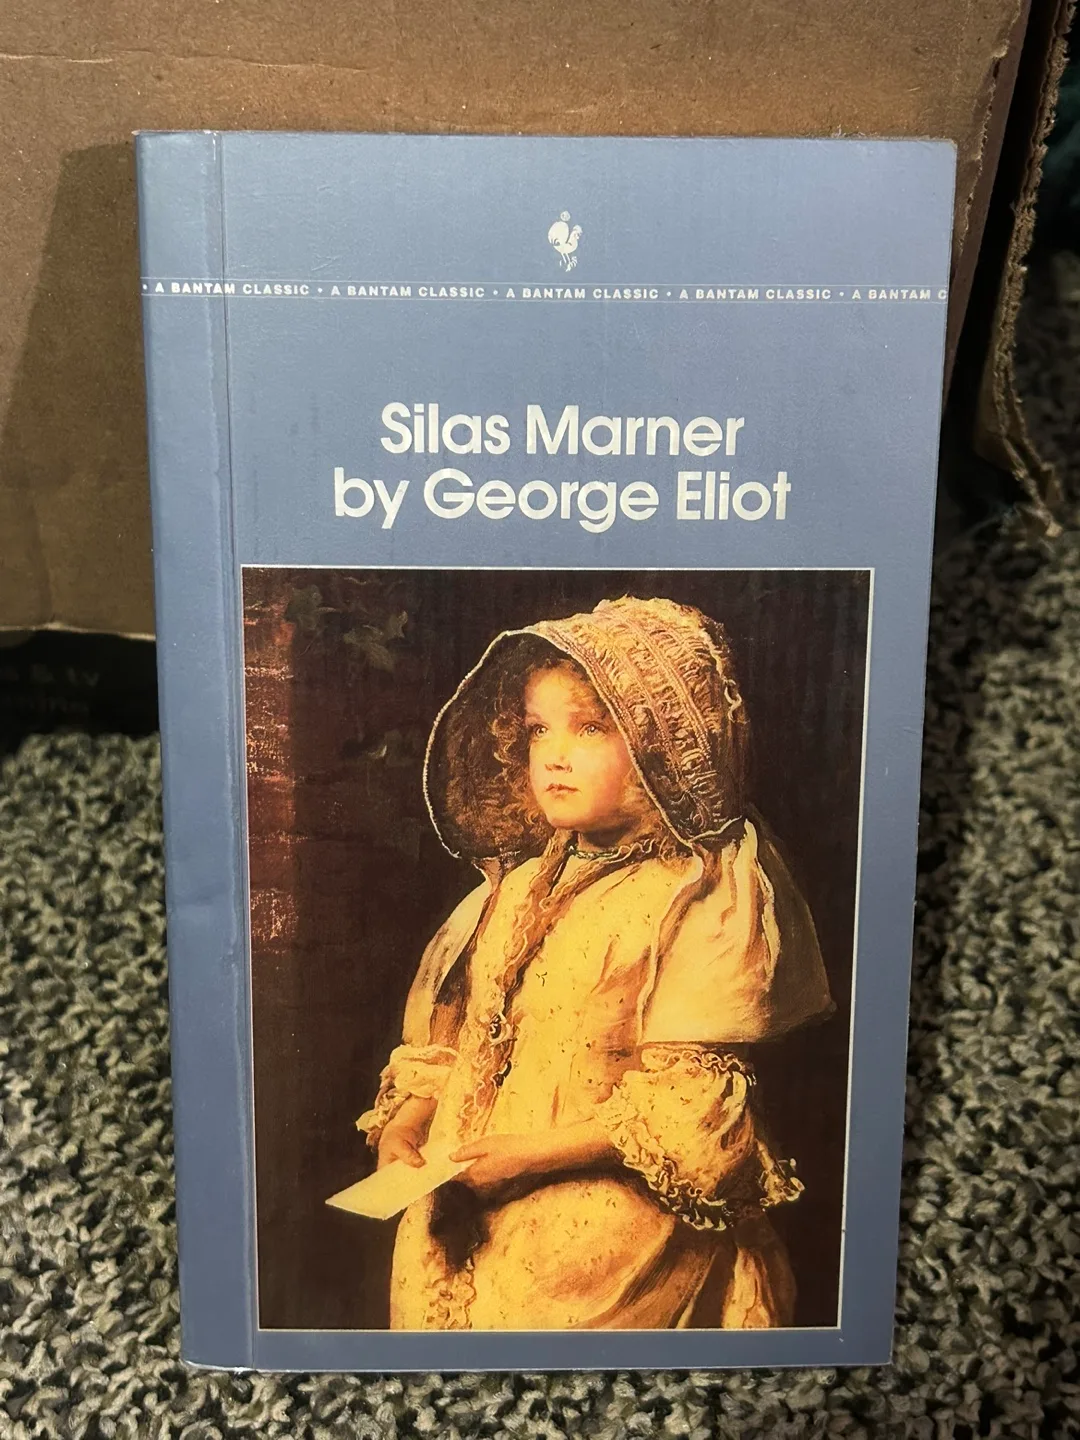 • A BANTAM CLASSIC • A BANTAM CLASSIC • A BANTAM CLASSIC • A BANTAM CLASSIC • A BANTAM C
Silas Marner
by George Eliot